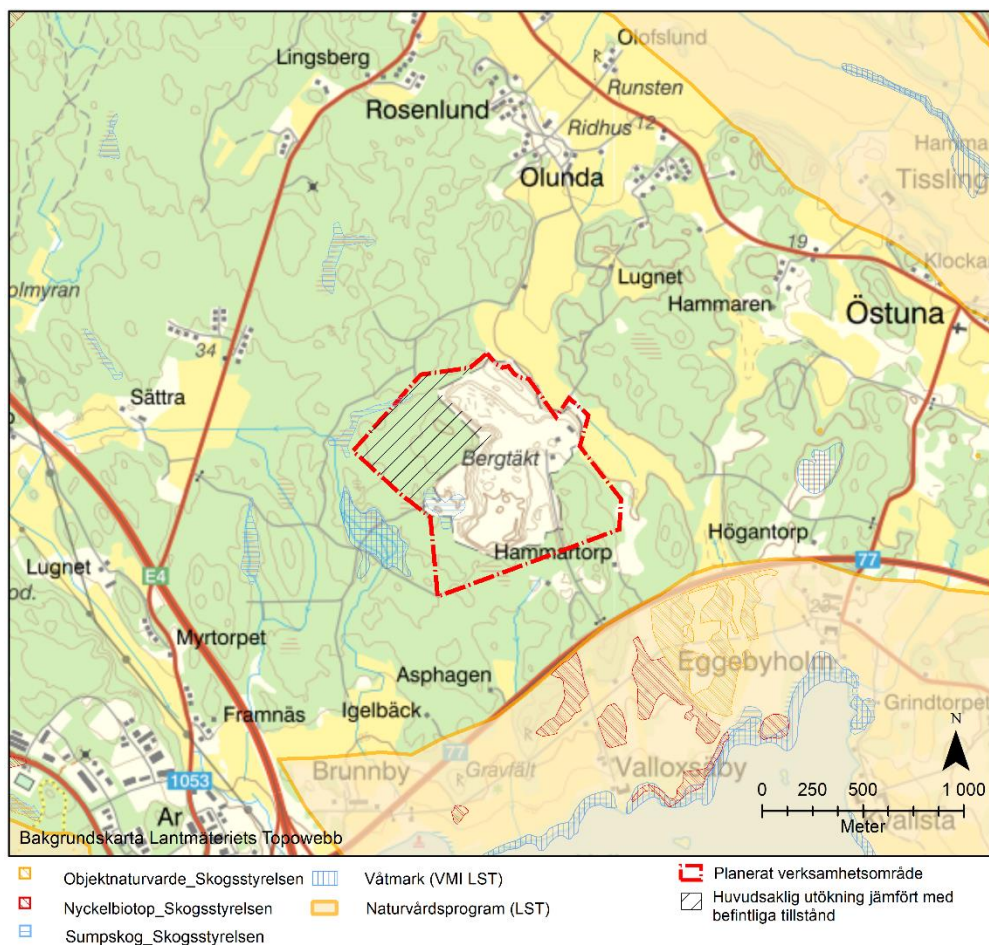 Lingsberg
Olofslund
R
Runsten
Rosenlund
Ridhus 12
Olunda
Hamma
Tissling
19
Klockar
Lugnet
Hammaren
Östuna
olmyran
34
Sättra
Bergtäkt
Högantorp
Hammartorp
77
Lugnet
od.
E4
Myrtorpet
Eggebyholm
Asphagen
Grindtorpet
Framnäs
Igelbäck
N
77
Brunnby
R Gravfält
Valloxsäby
1053
0 250 500 1 000
Kvallsta
Meter
Ar
Bakgrundskarta Lantmäteriets Topowebb
Objektnaturvarde_Skogsstyrelsen
Våtmark (VMI LST)
Planerat verksamhetsområde
Nyckelbiotop_Skogsstyrelsen
Naturvårdsprogram (LST)
Huvudsaklig utökning jämfört med
befintliga tillstånd
Sumpskog_Skogsstyrelsen